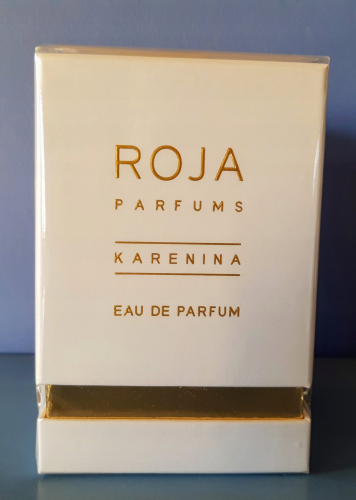 ROJA
PARFUMS
KARENINA
EAU DE PARFUM